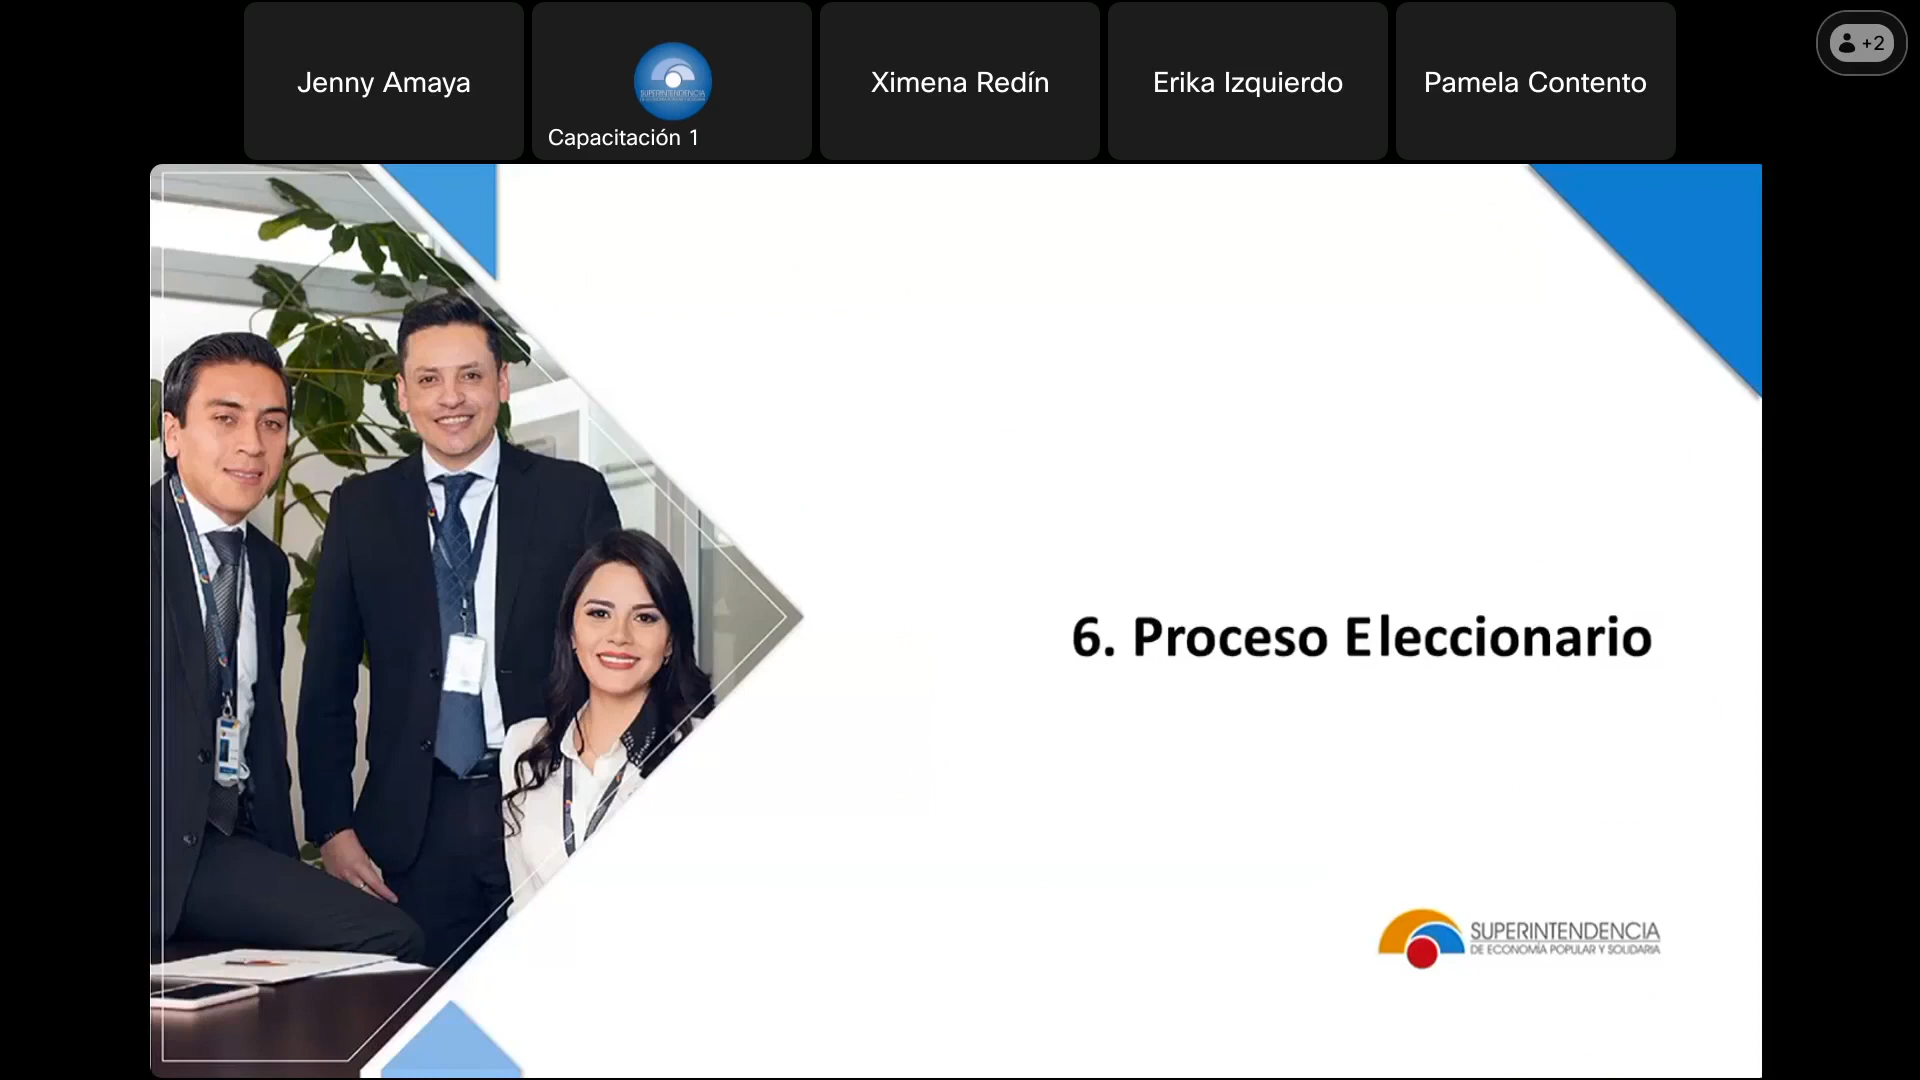 Jenny Amaya
SUPERINTENDENCIA
Capacitación 1
Ximena Redín
Erika Izquierdo
Pamela Contento
+2
6. Proceso Eleccionario
SUPERINTENDENCIA
DE ECONOMÍA POPULAR Y SOLIDARIA